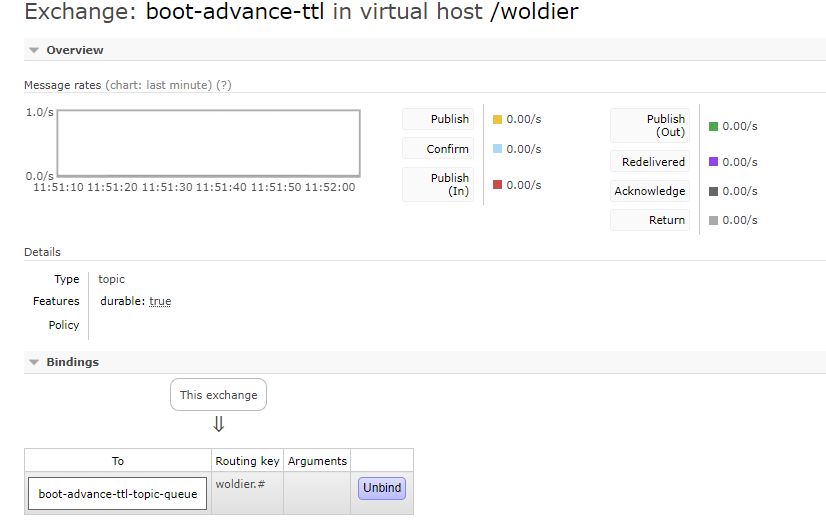 Exchange: boot-advance-ttl in virtual host /woldier
Overview
Message rates (chart: last minute) (?)
1.0/s
0.0/s
11:51:10 11:51:20 11:51:30 11:51:40 11:51:50 11:52:00
Publish 0.00/s
Confirm 0.00/s
Publish
(In) 0.00/s
Publish
(Out) 0.00/s
Redelivered 0.00/s
Acknowledge 0.00/s
Return 0.00/s
Details
Type topic
Features durable: true
Policy
Bindings
This exchange
⇓
To Routing key Arguments
boot-advance-ttl-topic-queue woldier.# Unbind